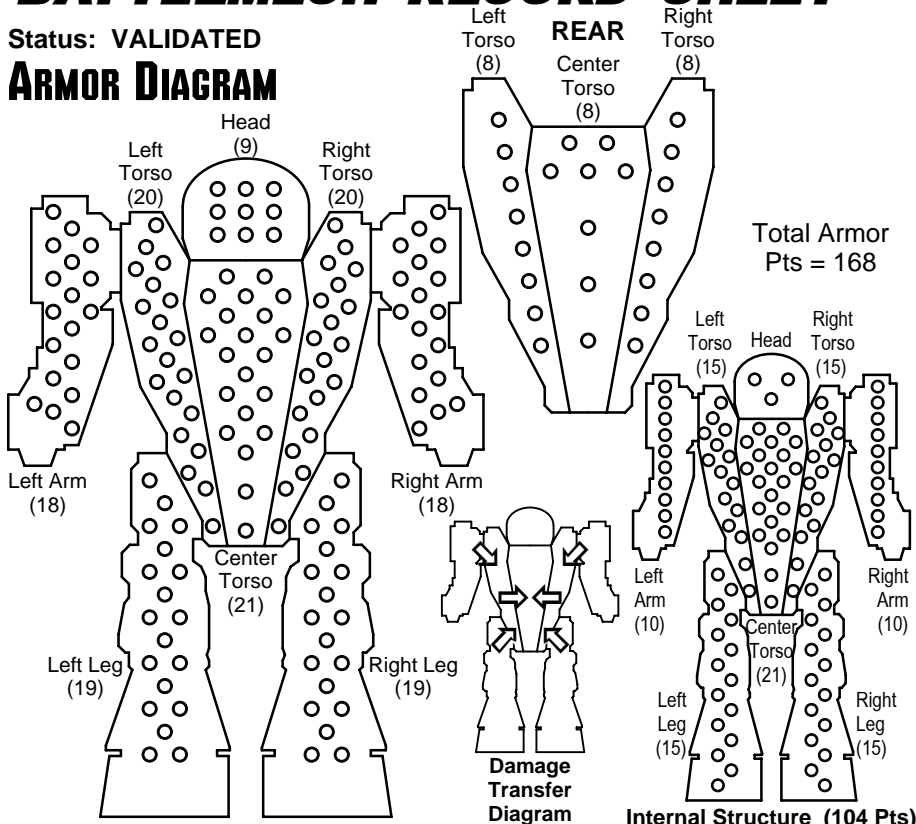 BATTLEMECH RECORD SHEET
Status: VALIDATED
ARMOR DIAGRAM
Left
Torso
(8)
REAR
Right
Torso
(8)
Center
Torso
(8)
Head
(9)
Left
Torso
(20)
Right
Torso
(20)
Total Armor
Pts = 168
Left Arm
(18)
Right Arm
(18)
Center
Torso
(21)
Left Leg
(19)
Right Leg
(19)
Damage
Transfer
Diagram
Left
Torso
(15)
Head
Right
Torso
(15)
Left
Arm
(10)
Right
Arm
(10)
Center
Torso
(21)
Left
Leg
(15)
Right
Leg
(15)
Internal Structure (104 Pts)